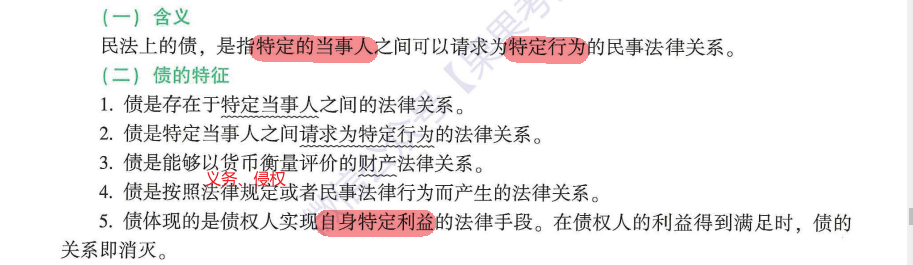 (一) 含义
民法上的债，是指特定的当事人之间可以请求为特定行为的民事法律关系。
(二) 债的特征
1. 债是存在于特定当事人之间的法律关系。
2. 债是特定当事人之间请求为特定行为的法律关系。
3. 债是能够以货币衡量评价的财产法律关系。
义务、侵权
4. 债是按照法律规定或者民事法律行为而产生的法律关系。
5. 债体现的是债权人实现自身特定利益的法律手段。在债权人的利益得到满足时，债的
关系即消灭。